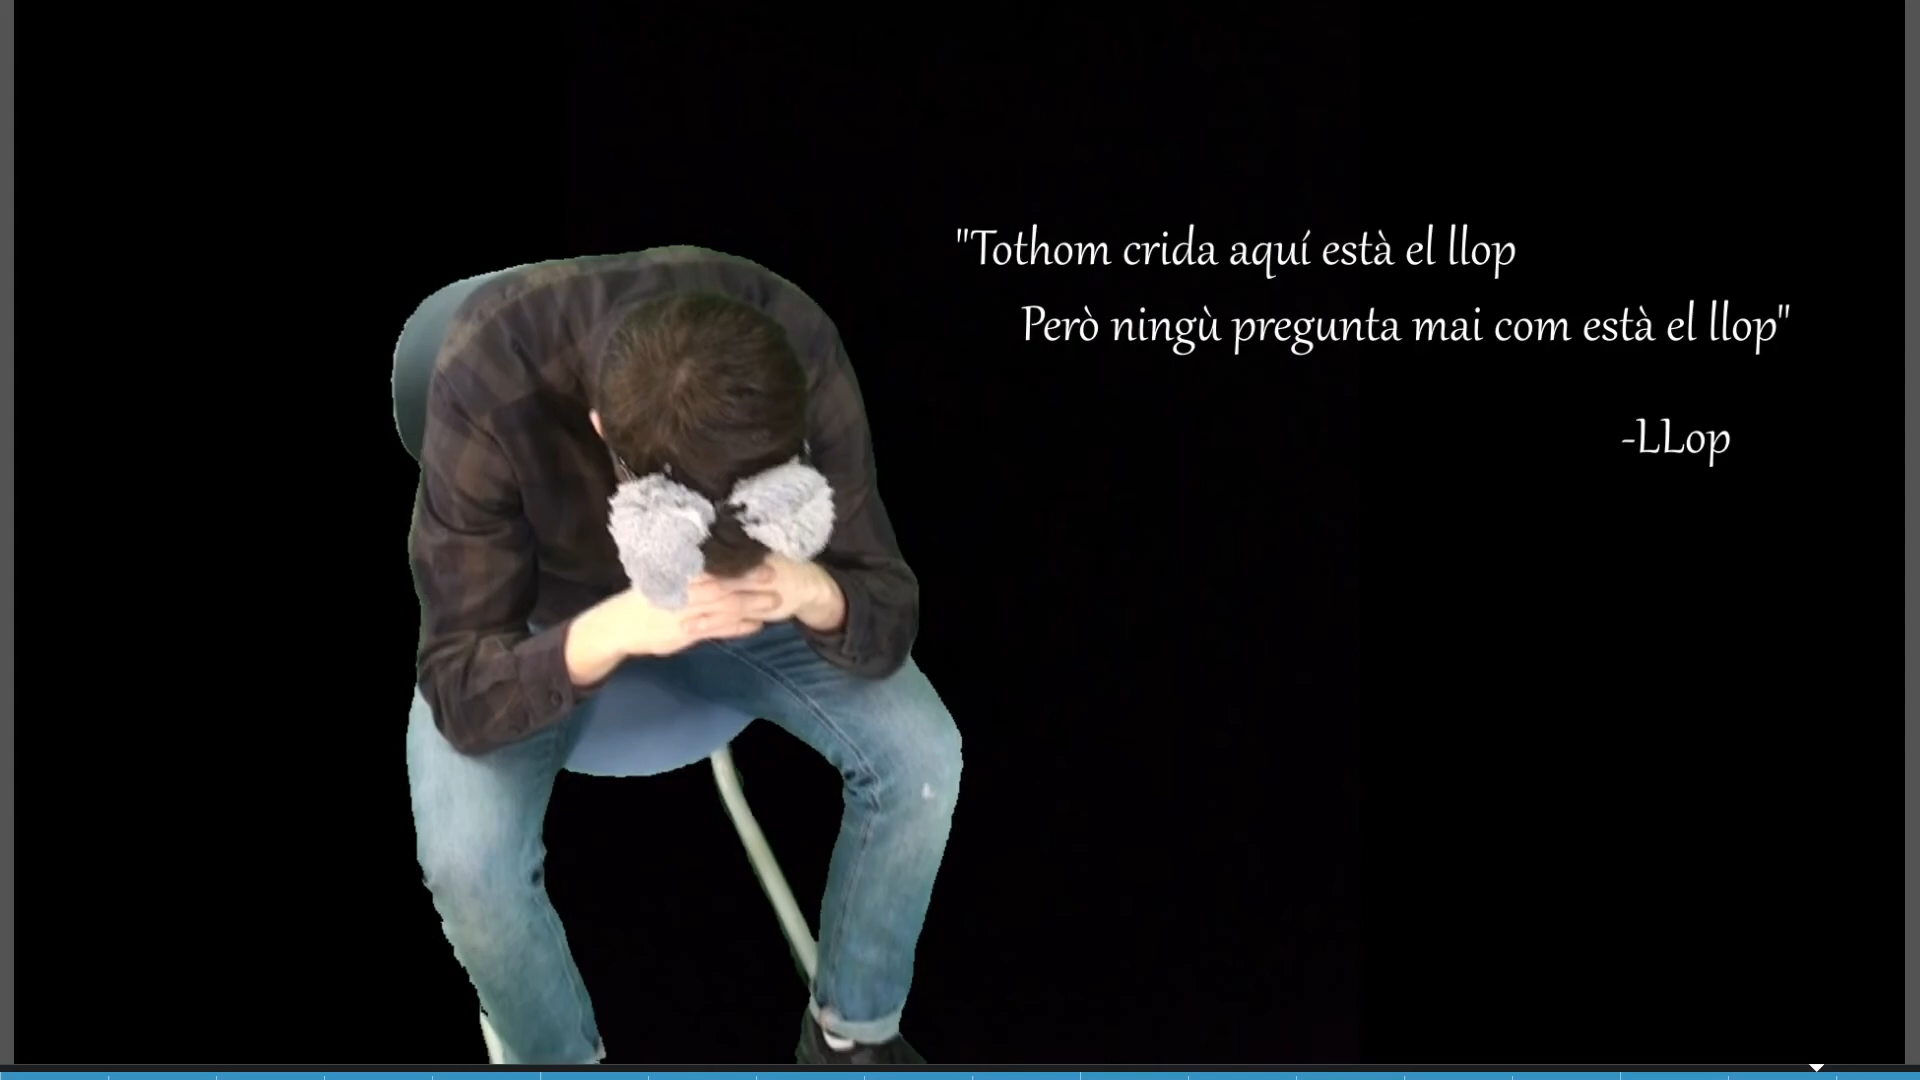 "Tothom crida aquí està el llop
Però ningù pregunta mai com està el llop"
-LLop